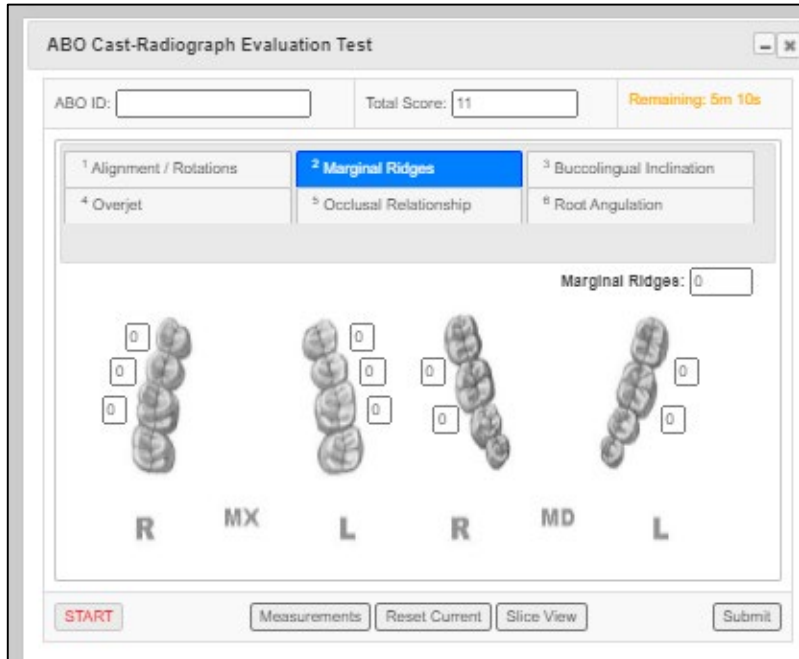 ABO Cast-Radiograph Evaluation Test
ABO ID: Total Score: 11 Remaining: 5m 10s
1 Alignment / Rotations 2 Marginal Ridges 3 Buccolingual Inclination
4 Overjet 5 Occlusal Relationship 6 Root Angulation
Marginal Ridges: 0
0 0
0 0 0 0
0 0 0 0
R MX L R MD L
START Measurements Reset Current Slice View Submit